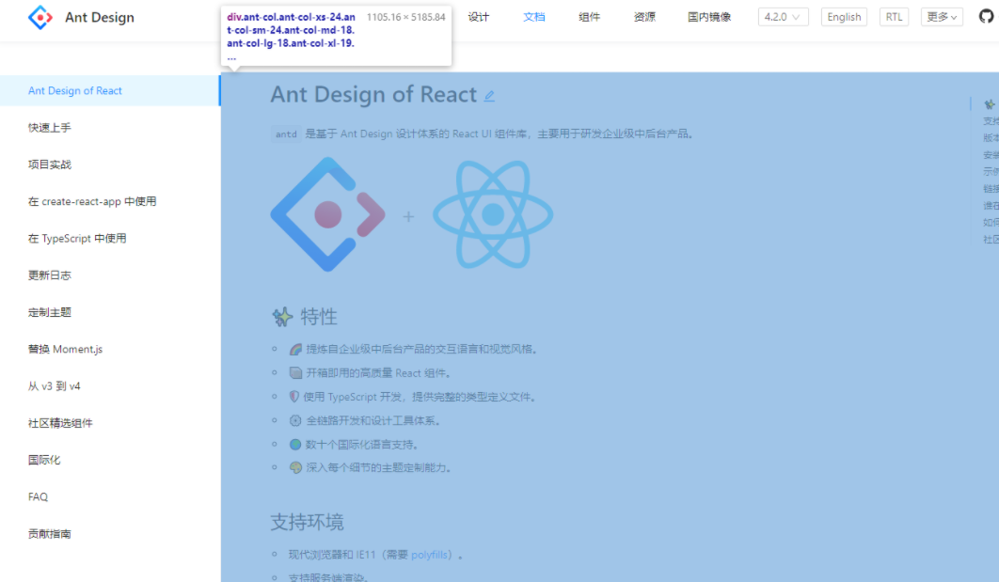 Ant Design
div.ant-col.ant-col-xs-24.an
t-col-sm-24.ant-col-md-18.
ant-col-lg-18.ant-col-xl-19.
...
1105.16 × 5185.84
设计
文档
组件
资源
国内镜像
4.2.0
English
RTL
更多
Ant Design of React
快速上手
项目实战
在 create-react-app 中使用
在 TypeScript 中使用
更新日志
定制主题
替换 Moment.js
从 v3 到 v4
社区精选组件
国际化
FAQ
贡献指南
Ant Design of React
antd 是基于 Ant Design 设计体系的 React UI 组件库，主要用于研发企业级中后台产品。
+
特性
提炼自企业级中后台产品的交互语言和视觉风格。
开箱即用的高质量 React 组件。
使用 TypeScript 开发，提供完整的类型定义文件。
全链路开发和设计工具体系。
数十个国际化语言支持。
深入每个细节的主题定制能力。
支持环境
现代浏览器和 IE11（需要 polyfills）。
支持服务端渲染。
支持
版本
安装
示例
链接
谁在
如何
社区